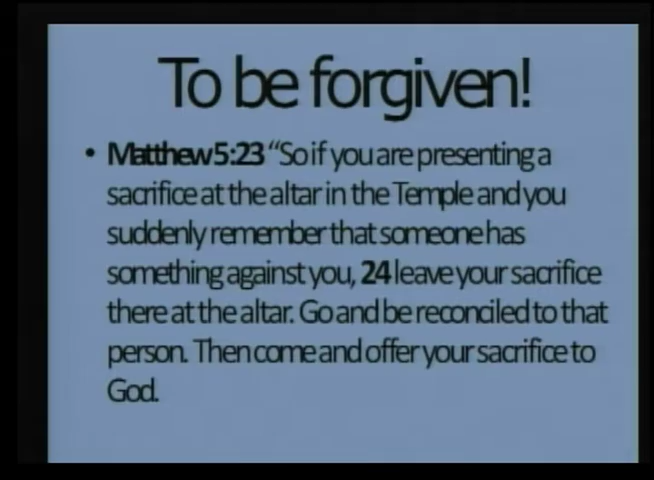 To be forgiven!
• Matthew 5:23 “So if you are presenting a
sacrifice at the altar in the Temple and you
suddenly remember that someone has
something against you, 24 leave your sacrifice
there at the altar. Go and be reconciled to that
person. Then come and offer your sacrifice to
God.